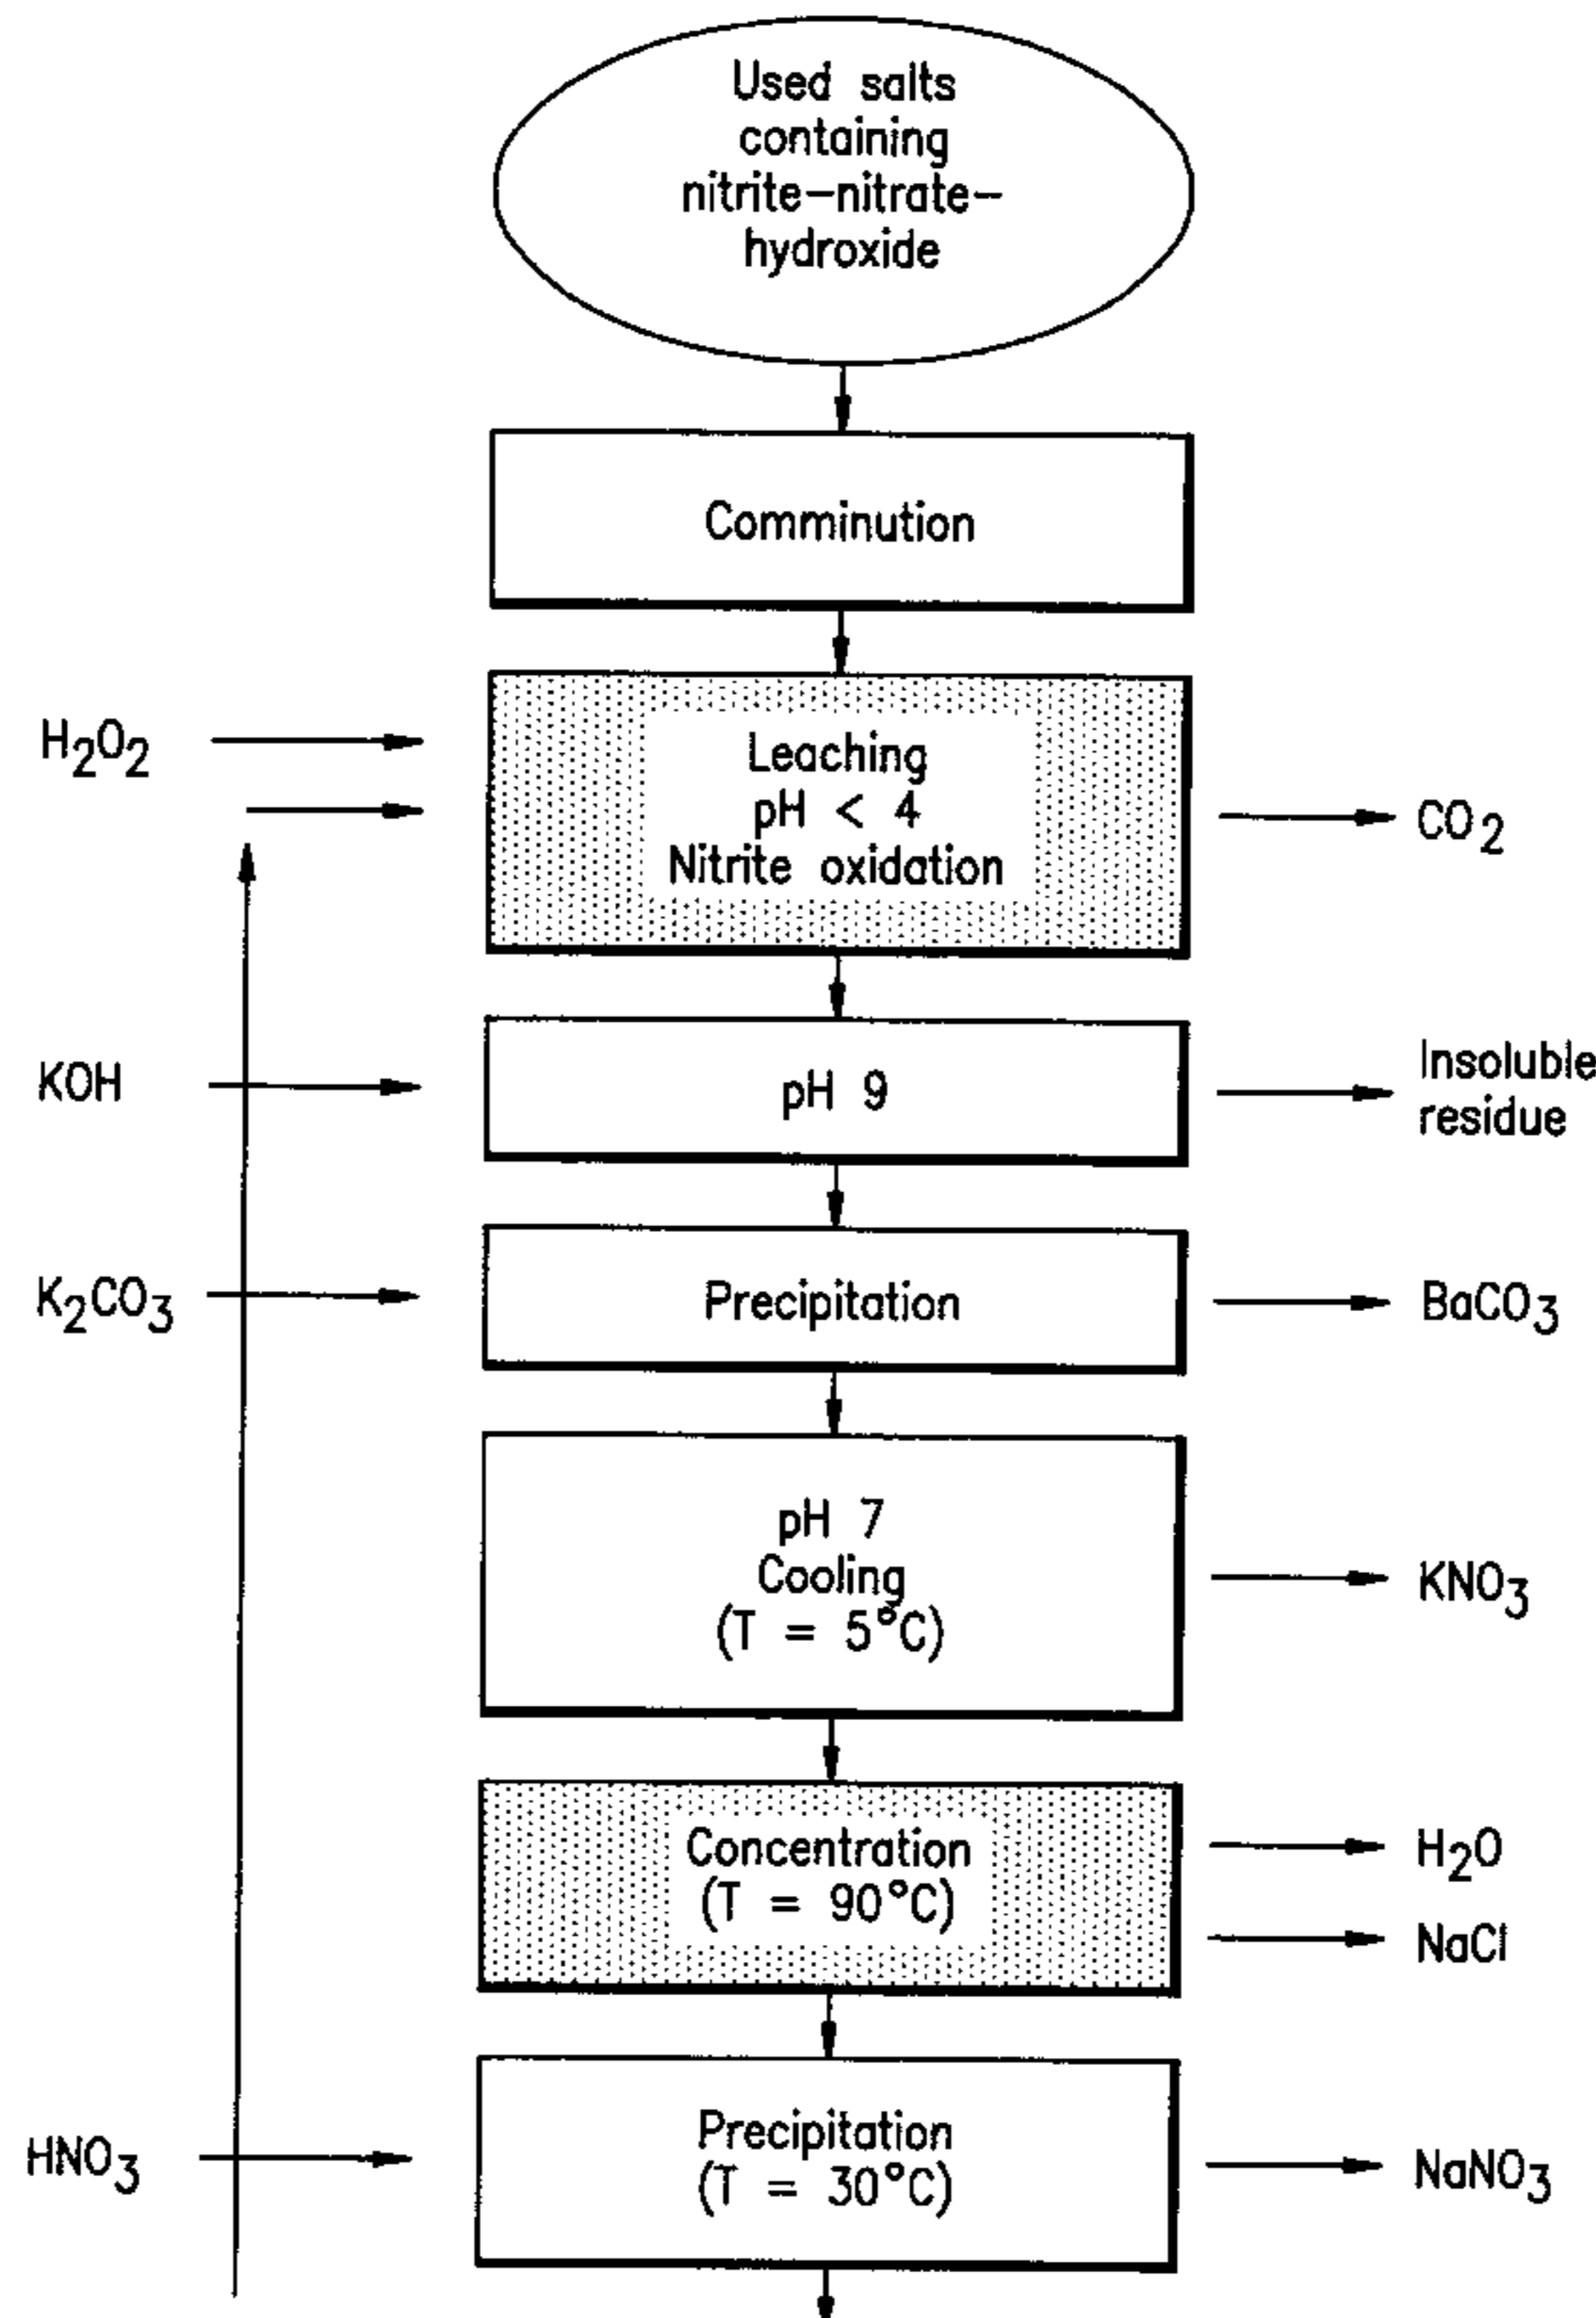 Used salts
containing
nitrite-nitrate-
hydroxide
Comminution
H2O2
Leaching
pH < 4
Nitrite oxidation
CO2
KOH
pH 9
Insoluble
residue
K2CO3
Precipitation
BaCO3
pH 7
Cooling
(T = 5°C)
KNO3
Concentration
(T = 90°C)
H2O
NaCl
HNO3
Precipitation
(T = 30°C)
NaNO3